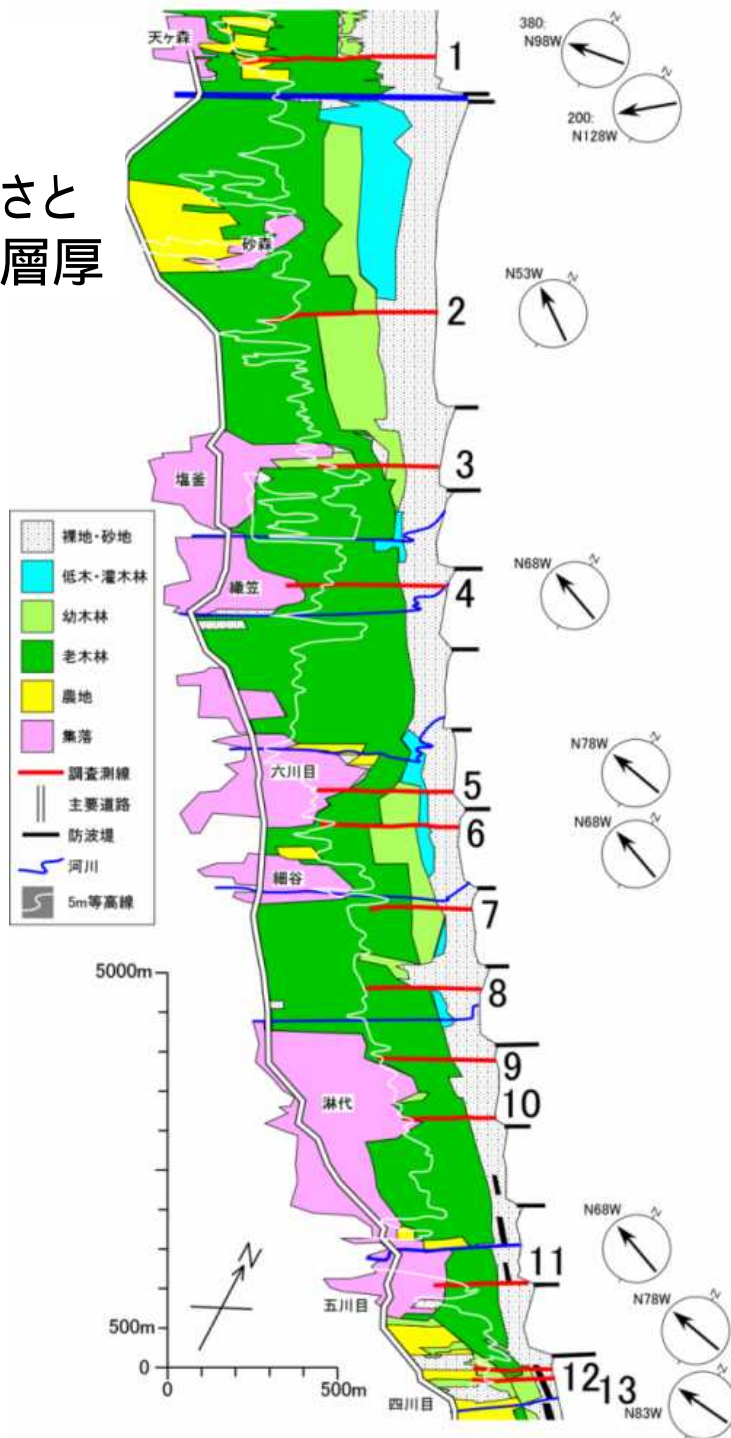 さと
層厚
天ヶ森
1
380:
N98W
N
200:
N128W
N
砂森
2
N53W
N
塩釜
3
織笠
4
N68W
N
裸地・砂地
低木・灌木林
幼木林
老木林
農地
集落
調査測線
主要道路
防波堤
河川
5m等高線
六川目
5
N78W
N
6
N68W
N
細谷
7
5000m
8
9
淋代
10
N68W
N
11
五川目
N
N78W
N
500m
0
0
500m
12
13
四川目
N83W
N